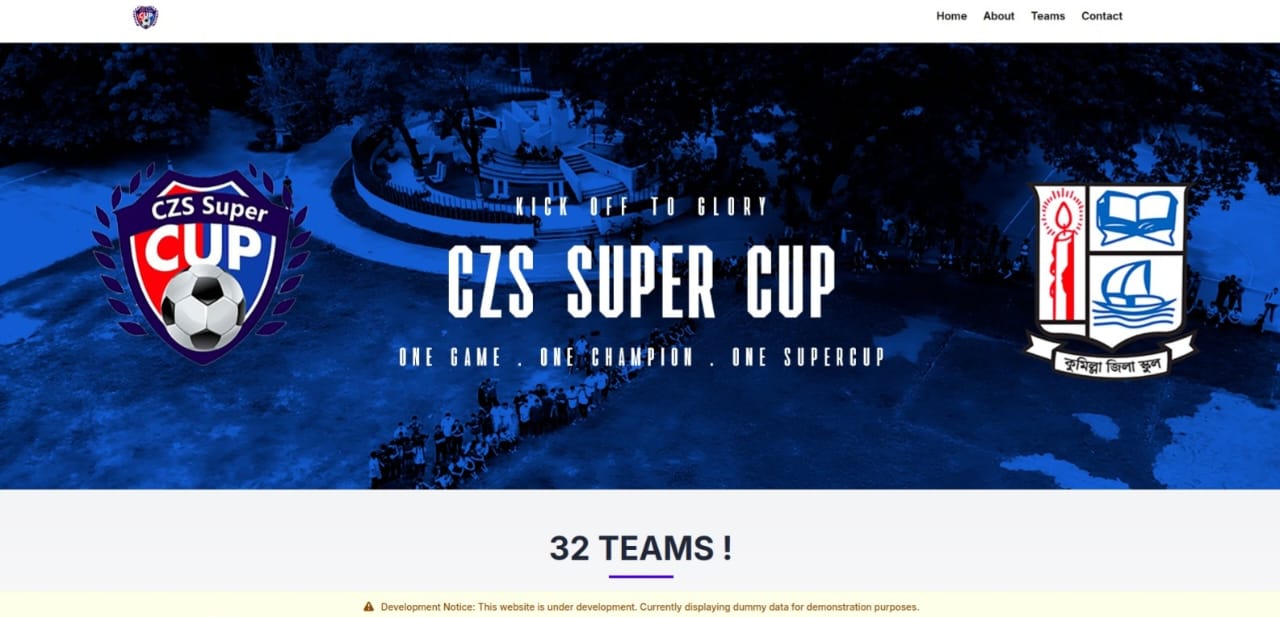 CUP
Home About Teams Contact
CZS Super
CUP
KICK OFF TO GLORY
CZS SUPER CUP
ONE GAME . ONE CHAMPION . ONE SUPERCUP
কুমিল্লা জিলা স্কুল
32 TEAMS !
Development Notice: This website is under development. Currently displaying dummy data for demonstration purposes.